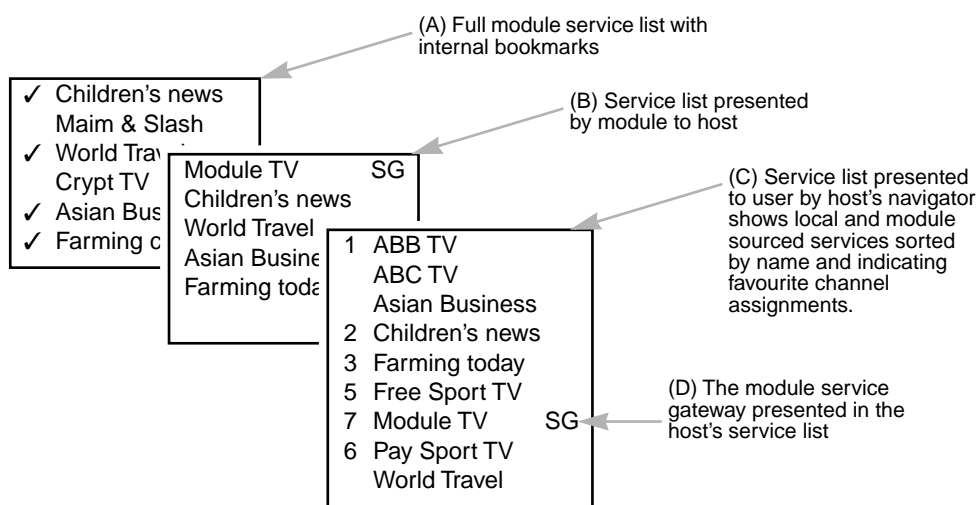 (A) Full module service list with
internal bookmarks
✓ Children's news
Maim & Slash
✓ World Trav
Crypt TV
✓ Asian Bus
✓ Farming
(B) Service list presented
by module to host
Module TV SG
Children's news
World Travel
Asian Busine
Farming toda
(C) Service list presented
to user by host's navigator
shows local and module
sourced services sorted
by name and indicating
favourite channel
assignments.
1 ABB TV
ABC TV
Asian Business
2 Children's news
3 Farming today
5 Free Sport TV
7 Module TV SG
6 Pay Sport TV
World Travel
(D) The module service
gateway presented in the
host's service list